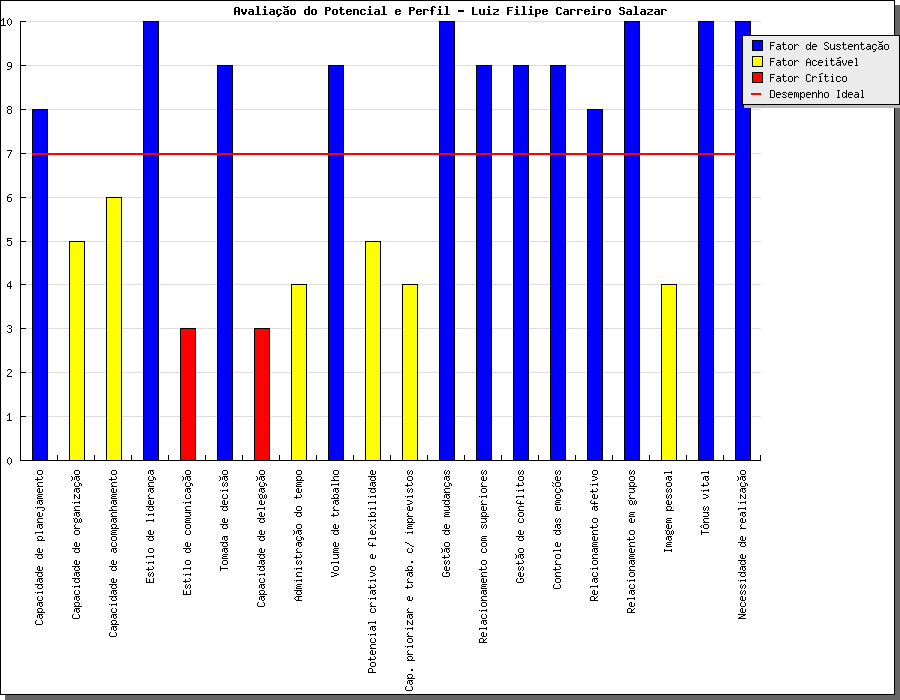 Avaliação do Potencial e Perfil - Luiz Filipe Carreiro Salazar
10
9
8
7
6
5
4
3
2
1
0
Fator de Sustentação
Fator Aceitável
Fator Crítico
Desempenho Ideal
Capacidade de planejamento
Capacidade de organização
Capacidade de acompanhamento
Estilo de liderança
Estilo de comunicação
Tomada de decisão
Capacidade de delegação
Administração do tempo
Volume de trabalho
Potencial criativo e flexibilidade
Cap. priorizar e trab. c/ imprevistos
Gestão de mudanças
Relacionamento com superiores
Gestão de conflitos
Controle das emoções
Relacionamento afetivo
Relacionamento em grupos
Imagem pessoal
Tônus vital
Necessidade de realização